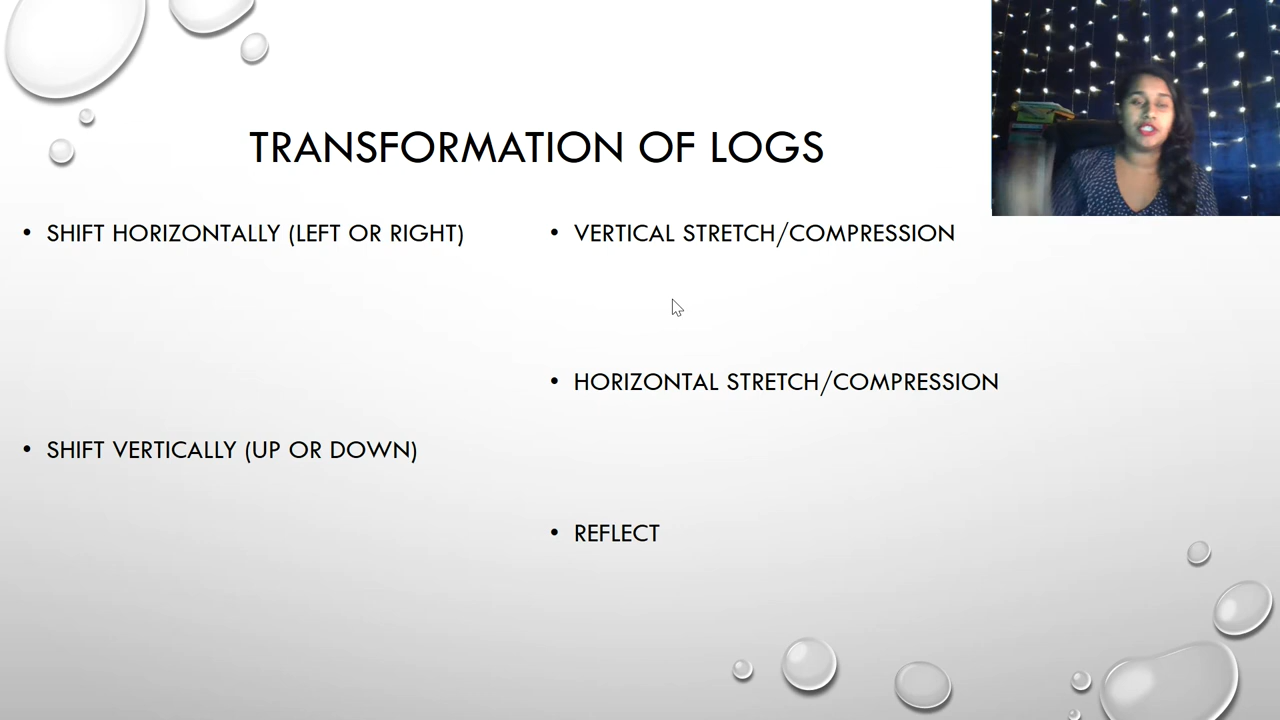 TRANSFORMATION OF LOGS
• SHIFT HORIZONTALLY (LEFT OR RIGHT)
• SHIFT VERTICALLY (UP OR DOWN)
• VERTICAL STRETCH/COMPRESSION
• HORIZONTAL STRETCH/COMPRESSION
• REFLECT